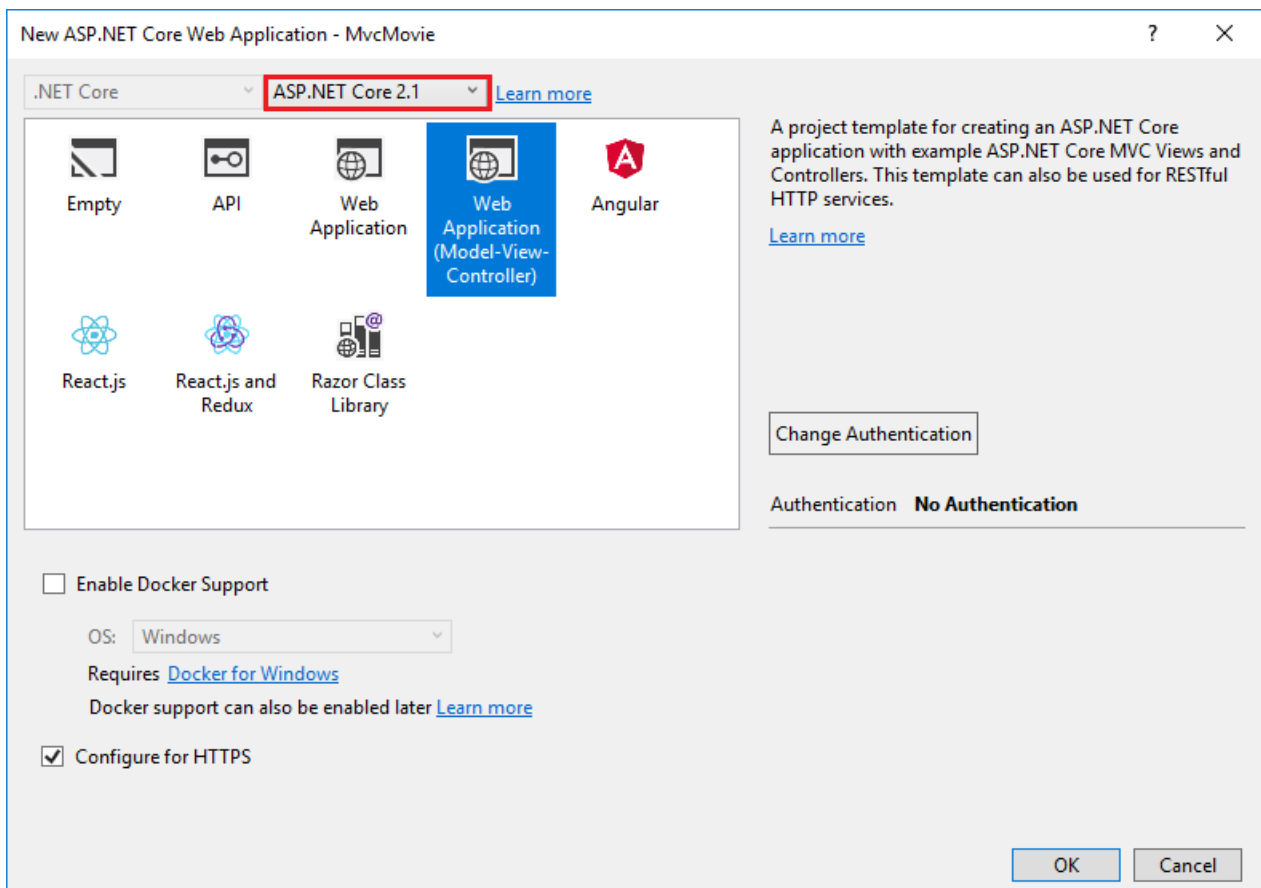 New ASP.NET Core Web Application - MvcMovie
?
.NET Core
ASP.NET Core 2.1
Learn more
Empty
API
Web
Application
Web
Application
(Model-View-
Controller)
Angular
React.js
React.js and
Redux
Razor Class
Library
A project template for creating an ASP.NET Core
application with example ASP.NET Core MVC Views and
Controllers. This template can also be used for RESTful
HTTP services.
Learn more
Change Authentication
Authentication No Authentication
Enable Docker Support
OS: Windows
Requires Docker for Windows
Docker support can also be enabled later Learn more
Configure for HTTPS
OK
Cancel